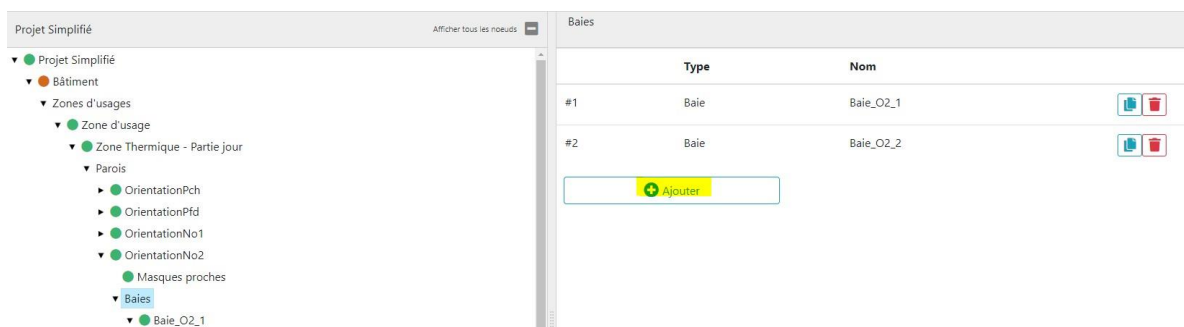 Projet Simplifié
Afficher tous les noeuds
Projet Simplifié
Bâtiment
Zones d'usages
Zone d'usage
Zone Thermique - Partie jour
Parois
OrientationPch
OrientationPfd
OrientationNo1
OrientationNo2
Masques proches
Baies
Baie_O2_1
Baies
Type Nom
#1 Baie Baie_O2_1
#2 Baie Baie_O2_2
Ajouter